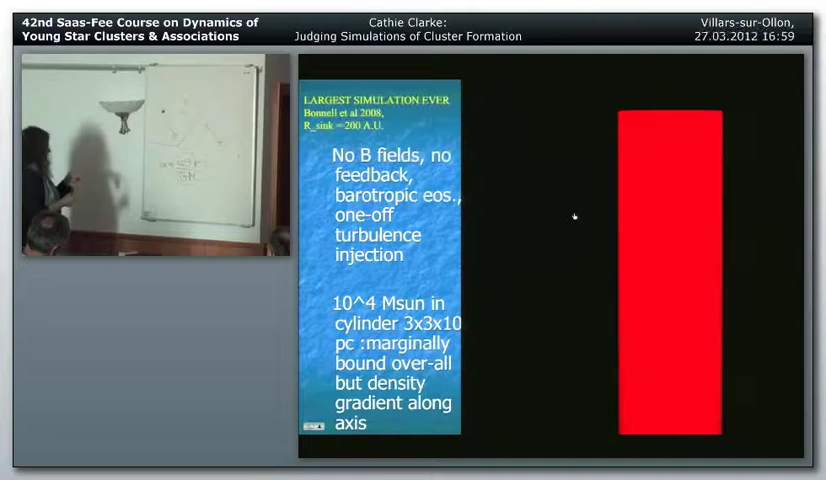 42nd Saas-Fee Course on Dynamics of
Young Star Clusters & Associations
Cathie Clarke:
Judging Simulations of Cluster Formation
Villars-sur-Ollon,
27.03.2012 16:59
LARGEST SIMULATION EVER
Bonnell et al 2008,
R_sink = 200 A.U.
No B fields, no
feedback,
barotropic eos.,
one-off
turbulence
injection
10^4 Msun in
cylinder 3x3x10
pc :marginally
bound over-all
but density
gradient along
axis